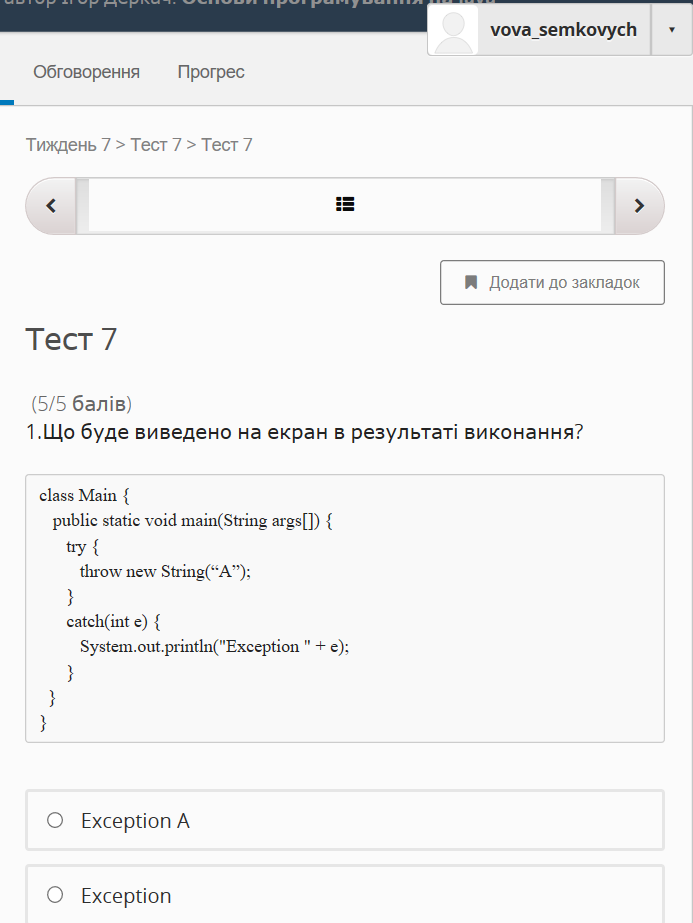 автор Ігор Деркач. Основи програмування на Java
vova_semkovych
Обговорення Прогрес
Тиждень 7 > Тест 7 > Тест 7
Додати до закладок
Тест 7
(5/5 балів)
1.Що буде виведено на екран в результаті виконання?
class Main {
public static void main(String args[]) {
try {
throw new String(“A”);
}
catch(int e) {
System.out.println("Exception " + e);
}
}
}
Exception A
Exception